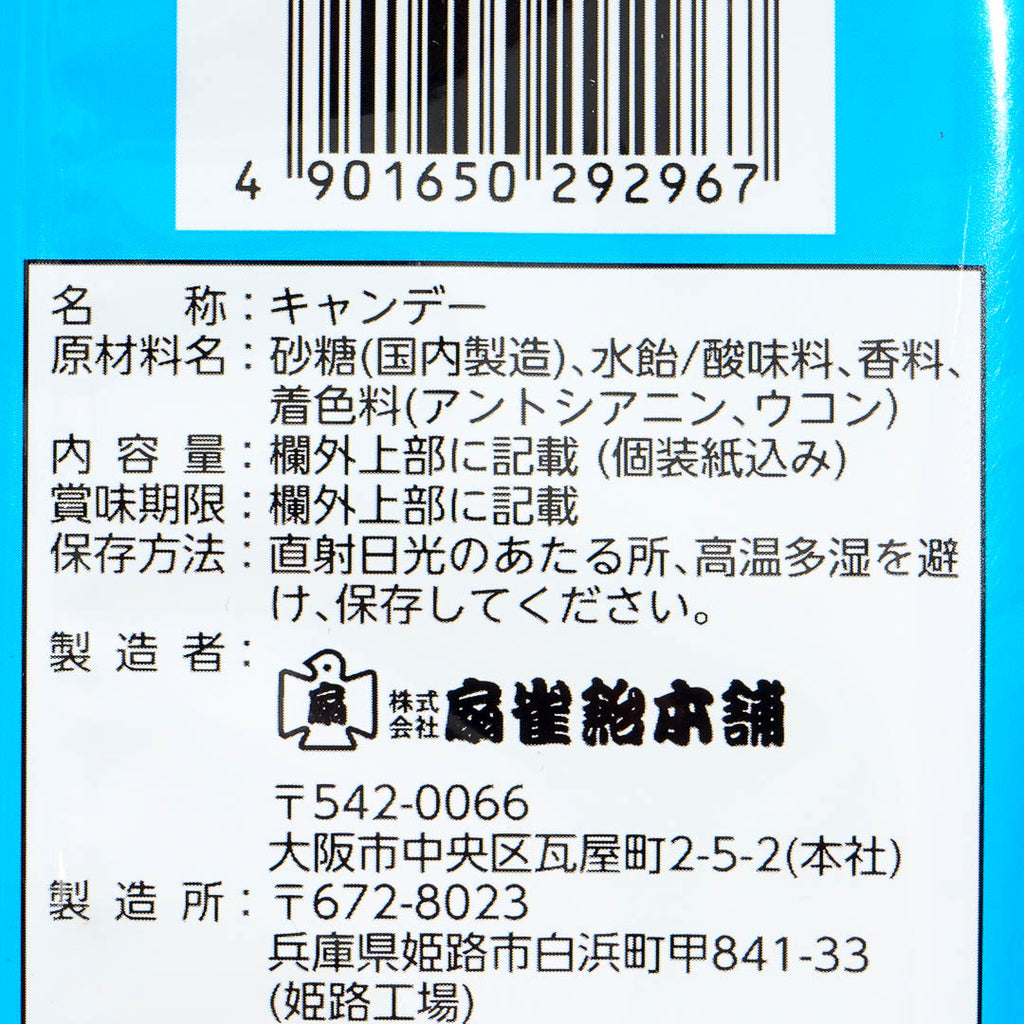 4 901650 292967
名称：キャンデー
原材料名：砂糖(国内製造)、水飴/酸味料、香料、
着色料(アントシアニン、ウコン)
内容量：欄外上部に記載 (個装紙込み)
賞味期限：欄外上部に記載
保存方法：直射日光のあたる所、高温多湿を避
け、保存してください。
製造者：
扇
株式会社 扇雀飴本舗
〒542-0066
大阪市中央区瓦屋町2-5-2(本社)
製造所：〒672-8023
兵庫県姫路市白浜町甲841-33
(姫路工場)